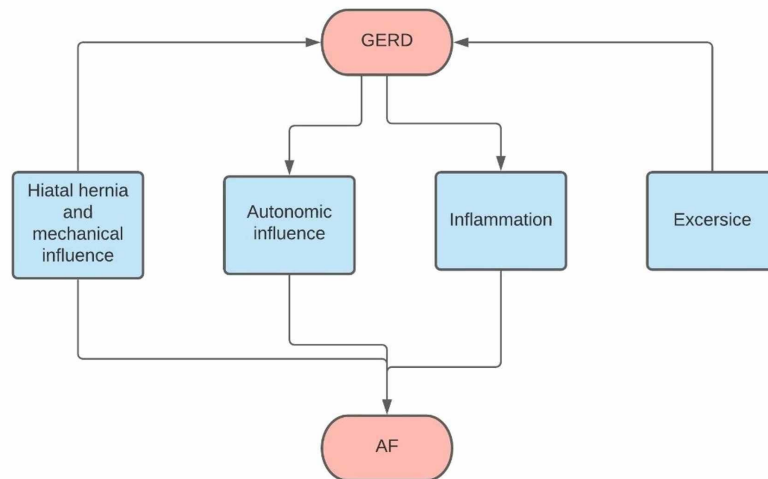 GERD
Hiatal hernia
and
mechanical
influence
Autonomic
influence
Inflammation
Excersice
AF